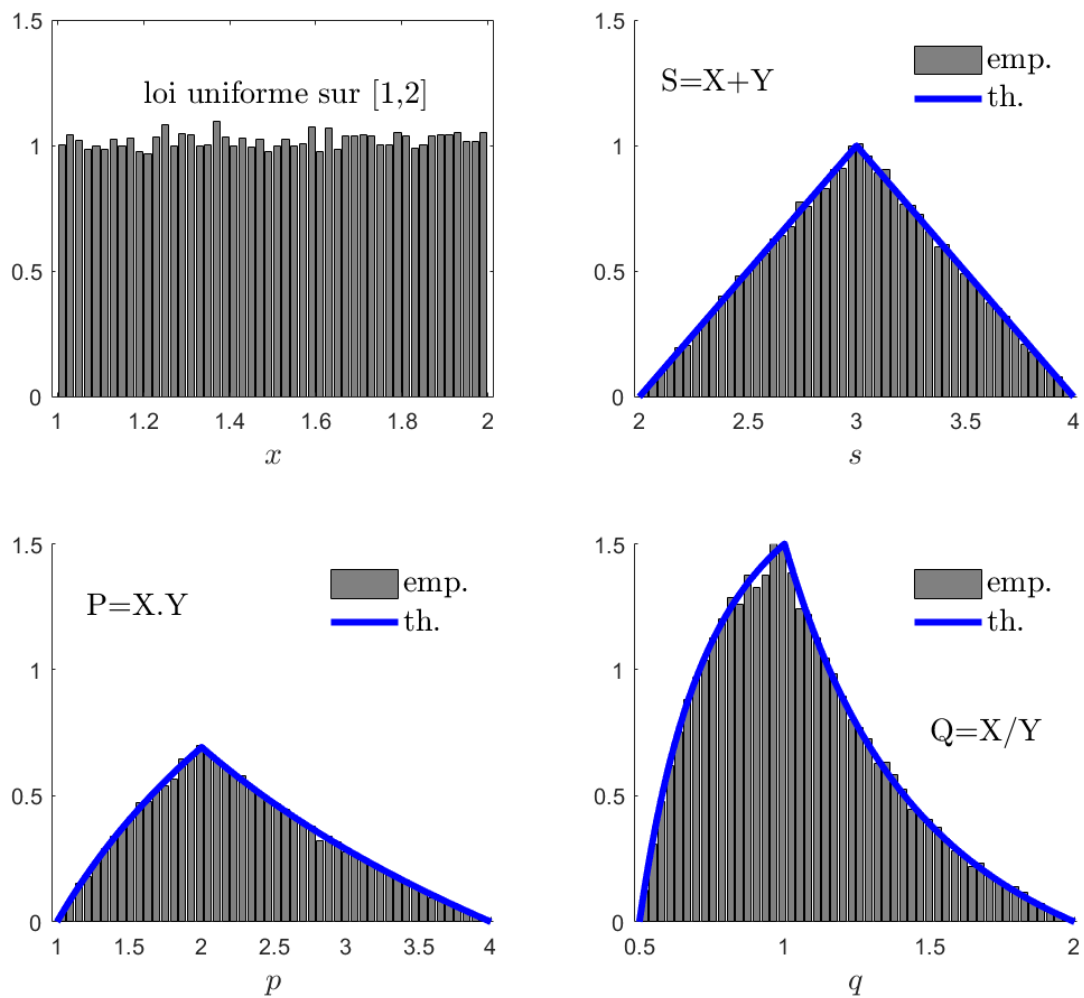 1.5
loi uniforme sur [1,2]
1
0.5
0
1 1.2 1.4 1.6 1.8 2
x
1.5
S=X+Y
emp.
th.
1
0.5
0
2 2.5 3 3.5 4
s
1.5
P=X.Y
emp.
th.
1
0.5
0
1 1.5 2 2.5 3 3.5 4
p
1.5
emp.
th.
1
Q=X/Y
0.5
0
0.5 1 1.5 2
q